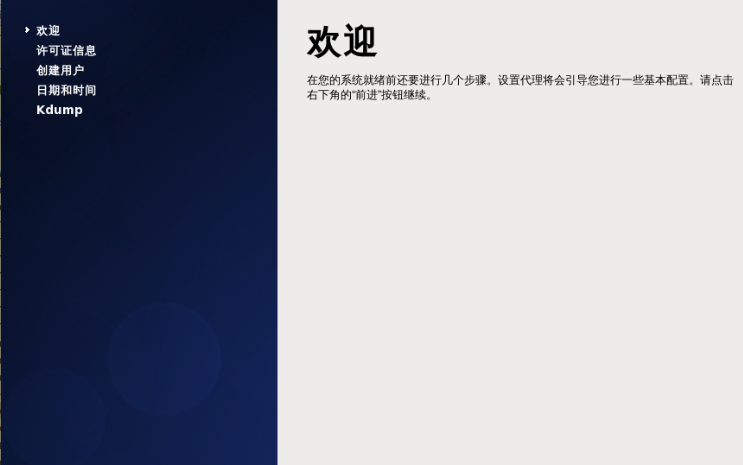 欢迎
许可证信息
创建用户
日期和时间
Kdump
欢迎
在您的系统就绪前还要进行几个步骤。设置代理将会引导您进行一些基本配置。请点击
右下角的“前进”按钮继续。